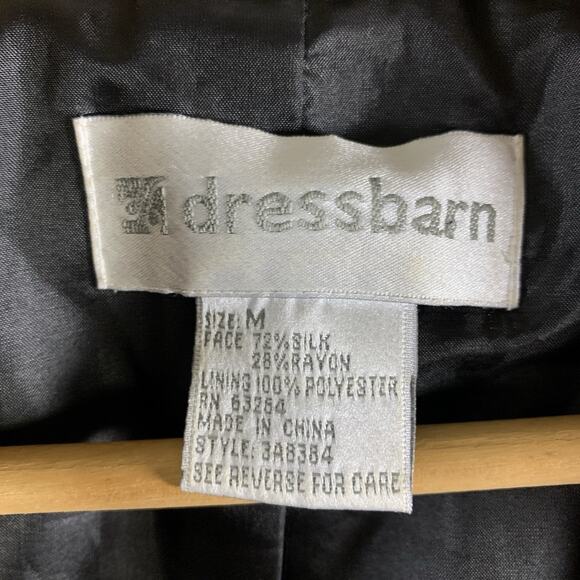 dressbarn
SIZE: M
FACE 72% SILK
28% RAYON
LINING 100% POLYESTER
RN 63284
MADE IN CHINA
STYLE: 3A8384
SEE REVERSE FOR CARE